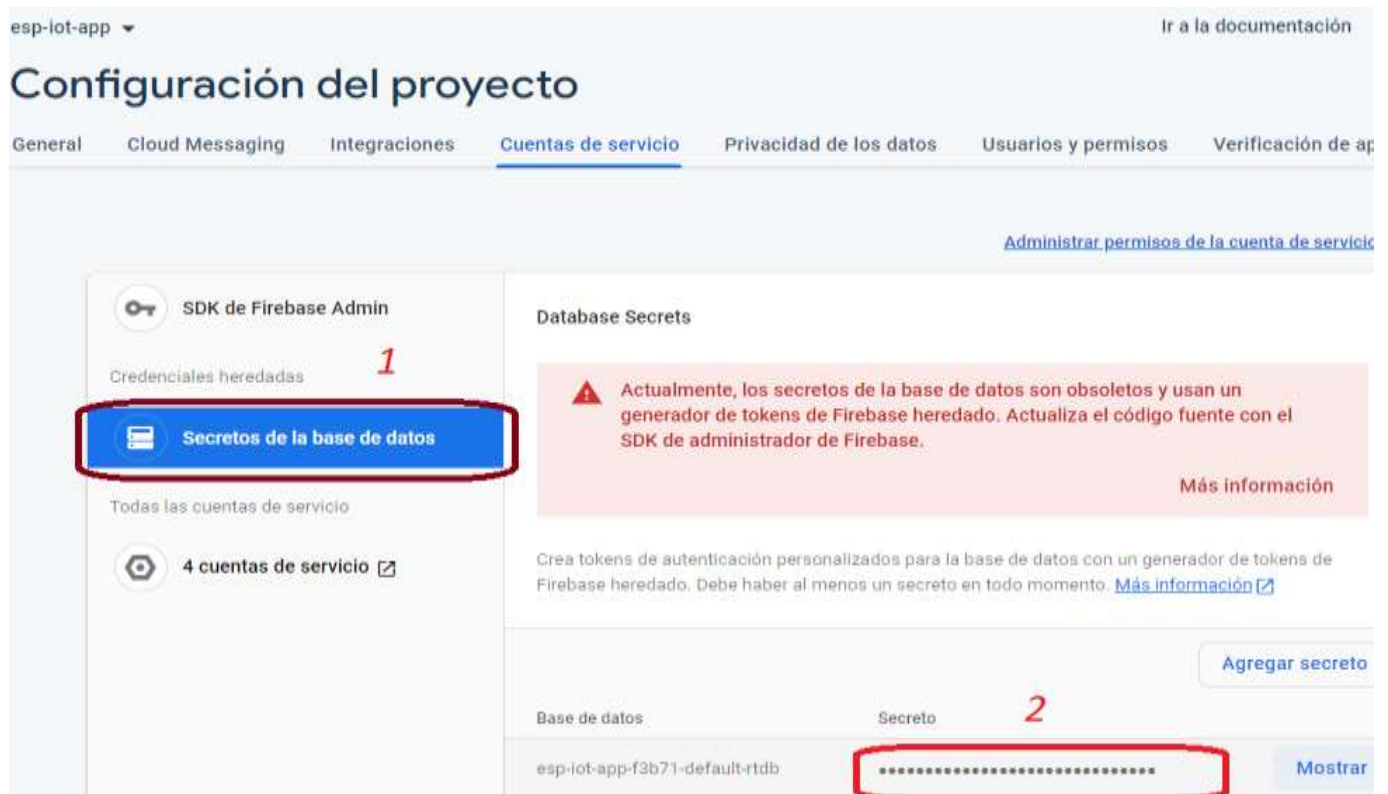 esp-iot-app
Ir a la documentación
Configuración del proyecto
General Cloud Messaging Integraciones Cuentas de servicio Privacidad de los datos Usuarios y permisos Verificación de ap
Administrar permisos de la cuenta de servicio
SDK de Firebase Admin
Credenciales heredadas
1
Secretos de la base de datos
Todas las cuentas de servicio
4 cuentas de servicio
Database Secrets
Actualmente, los secretos de la base de datos son obsoletos y usan un
generador de tokens de Firebase heredado. Actualiza el código fuente con el
SDK de administrador de Firebase.
Más información
Crea tokens de autenticación personalizados para la base de datos con un generador de tokens de
Firebase heredado. Debe haber al menos un secreto en todo momento. Más información
Agregar secreto
Base de datos Secreto 2
esp-iot-app-f3b71-default-rtdb •••••••••••••••••••••••••••••• Mostrar